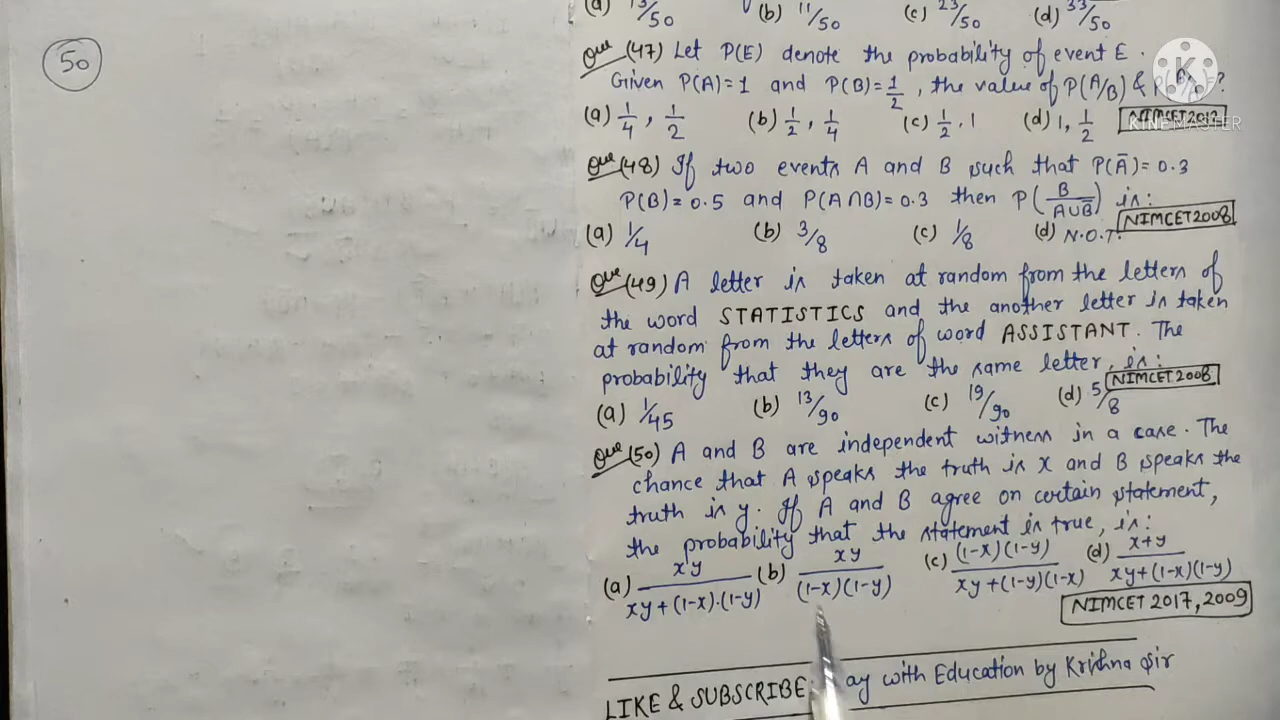 50
(a) 13/50 (b) 11/50 (c) 23/50 (d) 33/50
Que (47) Let P(E) denote the probability of event E.
Given P(A)=1 and P(B)=1/2, the value of P(A/B) & ?
(a) 1/4, 1/2 (b) 1/2, 1/4 (c) 1/2, 1 (d) 1, 1/2
KINEMASTER
Que (48) If two events A and B such that P(Ā)=0.3
P(B)=0.5 and P(A∩B)=0.3 then P(B/A∪B̄) is:
NIMCET2008
(a) 1/4 (b) 3/8 (c) 1/8 (d) N.O.T.
Que (49) A letter is taken at random from the letters of
the word STATISTICS and the another letter is taken
at random from the letters of word ASSISTANT. The
probability that they are the same letter, is:
NIMCET2008
(a) 1/45 (b) 13/90 (c) 19/90 (d) 5/8
Que (50) A and B are independent witness in a case. The
chance that A speaks the truth is x and B speaks the
truth is y. If A and B agree on certain statement,
the probability that the statement is true, is:
(a) xy/xy+(1-x).(1-y) (b) xy/(1-x)(1-y) (c) (1-x)(1-y)/xy+(1-y)(1-x) (d) x+y/xy+(1-x)(1-y)
NIMCET 2017, 2009
LIKE & SUBSCRIBE: with Education by Krishna Sir